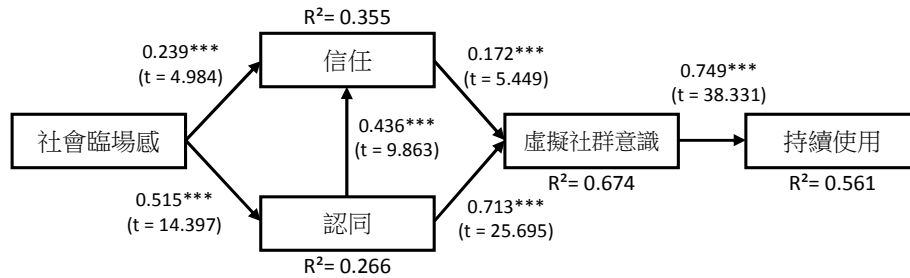 R²= 0.355
0.239***
(t = 4.984)
信任
0.172***
(t = 5.449)
0.749***
(t = 38.331)
社會臨場感
0.436***
(t = 9.863)
虛擬社群意識
持續使用
R²= 0.674
R²= 0.561
0.515***
(t = 14.397)
認同
0.713***
(t = 25.695)
R²= 0.266